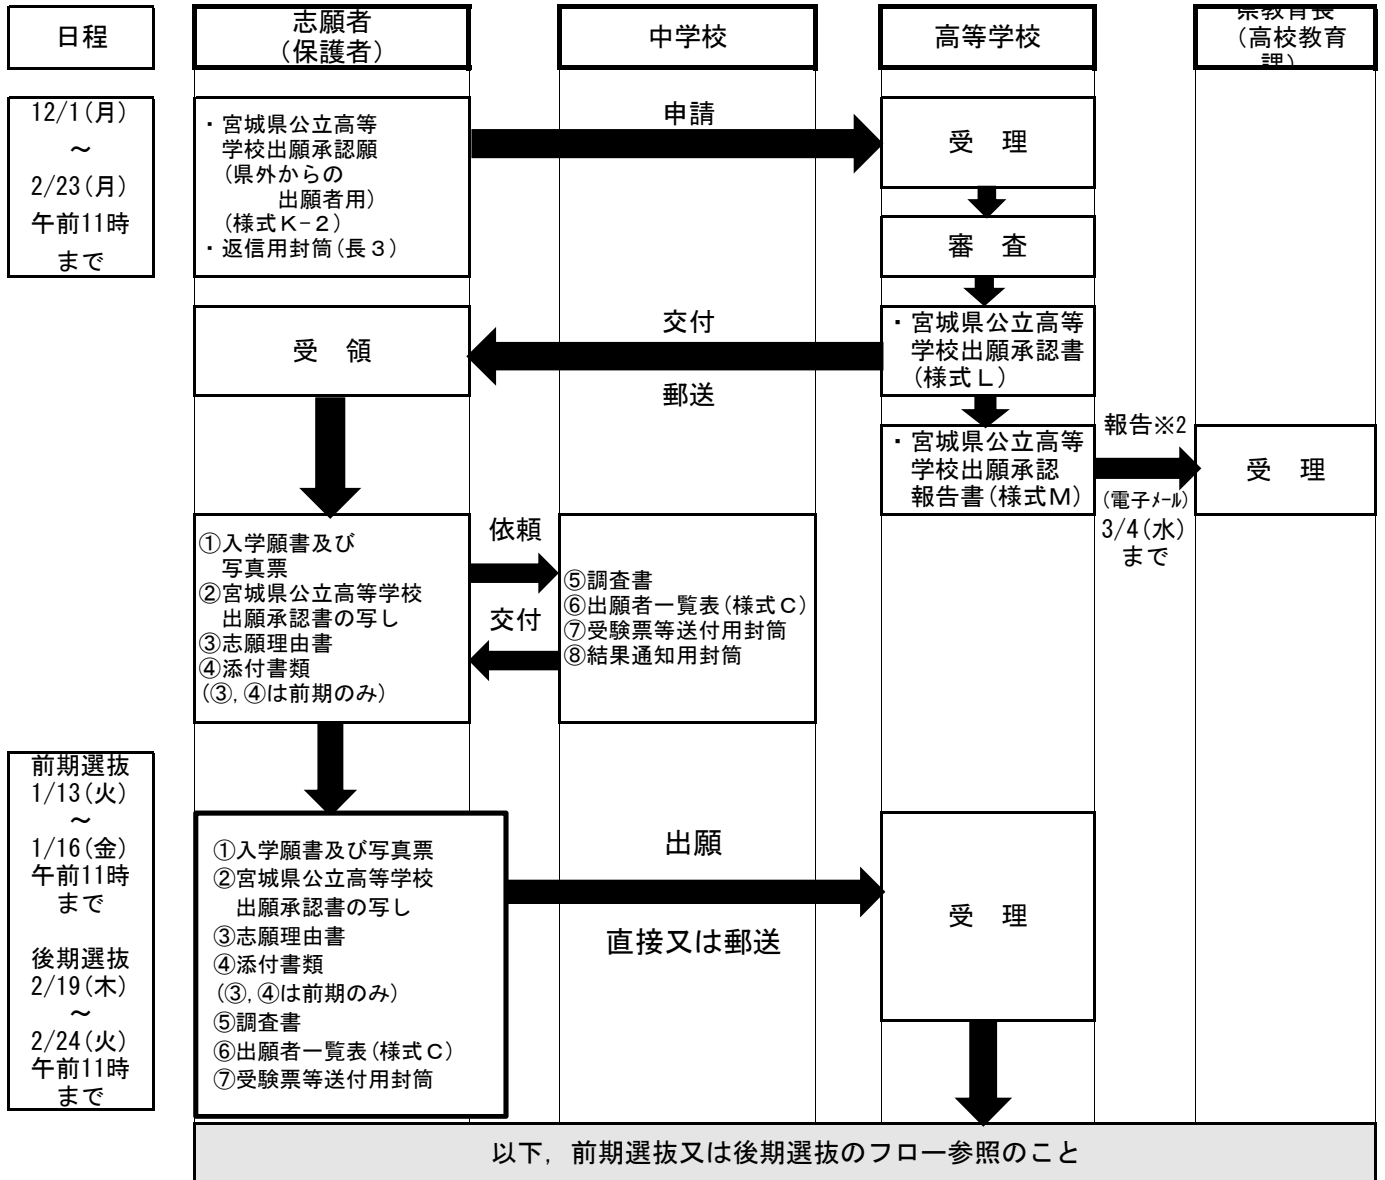 日程
志願者
（保護者）
中学校
高等学校
県教育長
（高校教育
課）
12/1(月)
～
2/23(月)
午前11時
まで
・宮城県公立高等
学校出願承認願
(県外からの
出願者用)
(様式Ｋ-２)
・返信用封筒(長３)
申請
受　理
審　査
・宮城県公立高等
学校出願承認書
(様式Ｌ)
交付
郵送
受　領
・宮城県公立高等
学校出願承認
報告書(様式Ｍ)
報告※2
(電子ﾒｰﾙ)
3/4(水)
まで
受　理
①入学願書及び
写真票
②宮城県公立高等学校
出願承認書の写し
③志願理由書
④添付書類
(③,④は前期のみ)
依頼
交付
⑤調査書
⑥出願者一覧表(様式Ｃ)
⑦受験票等送付用封筒
⑧結果通知用封筒
前期選抜
1/13(火)
～
1/16(金)
午前11時
まで
後期選抜
2/19(木)
～
2/24(火)
午前11時
まで
①入学願書及び写真票
②宮城県公立高等学校
出願承認書の写し
③志願理由書
④添付書類
(③,④は前期のみ)
⑤調査書
⑥出願者一覧表(様式Ｃ)
⑦受験票等送付用封筒
出願
直接又は郵送
受　理
以下，前期選抜又は後期選抜のフロー参照のこと